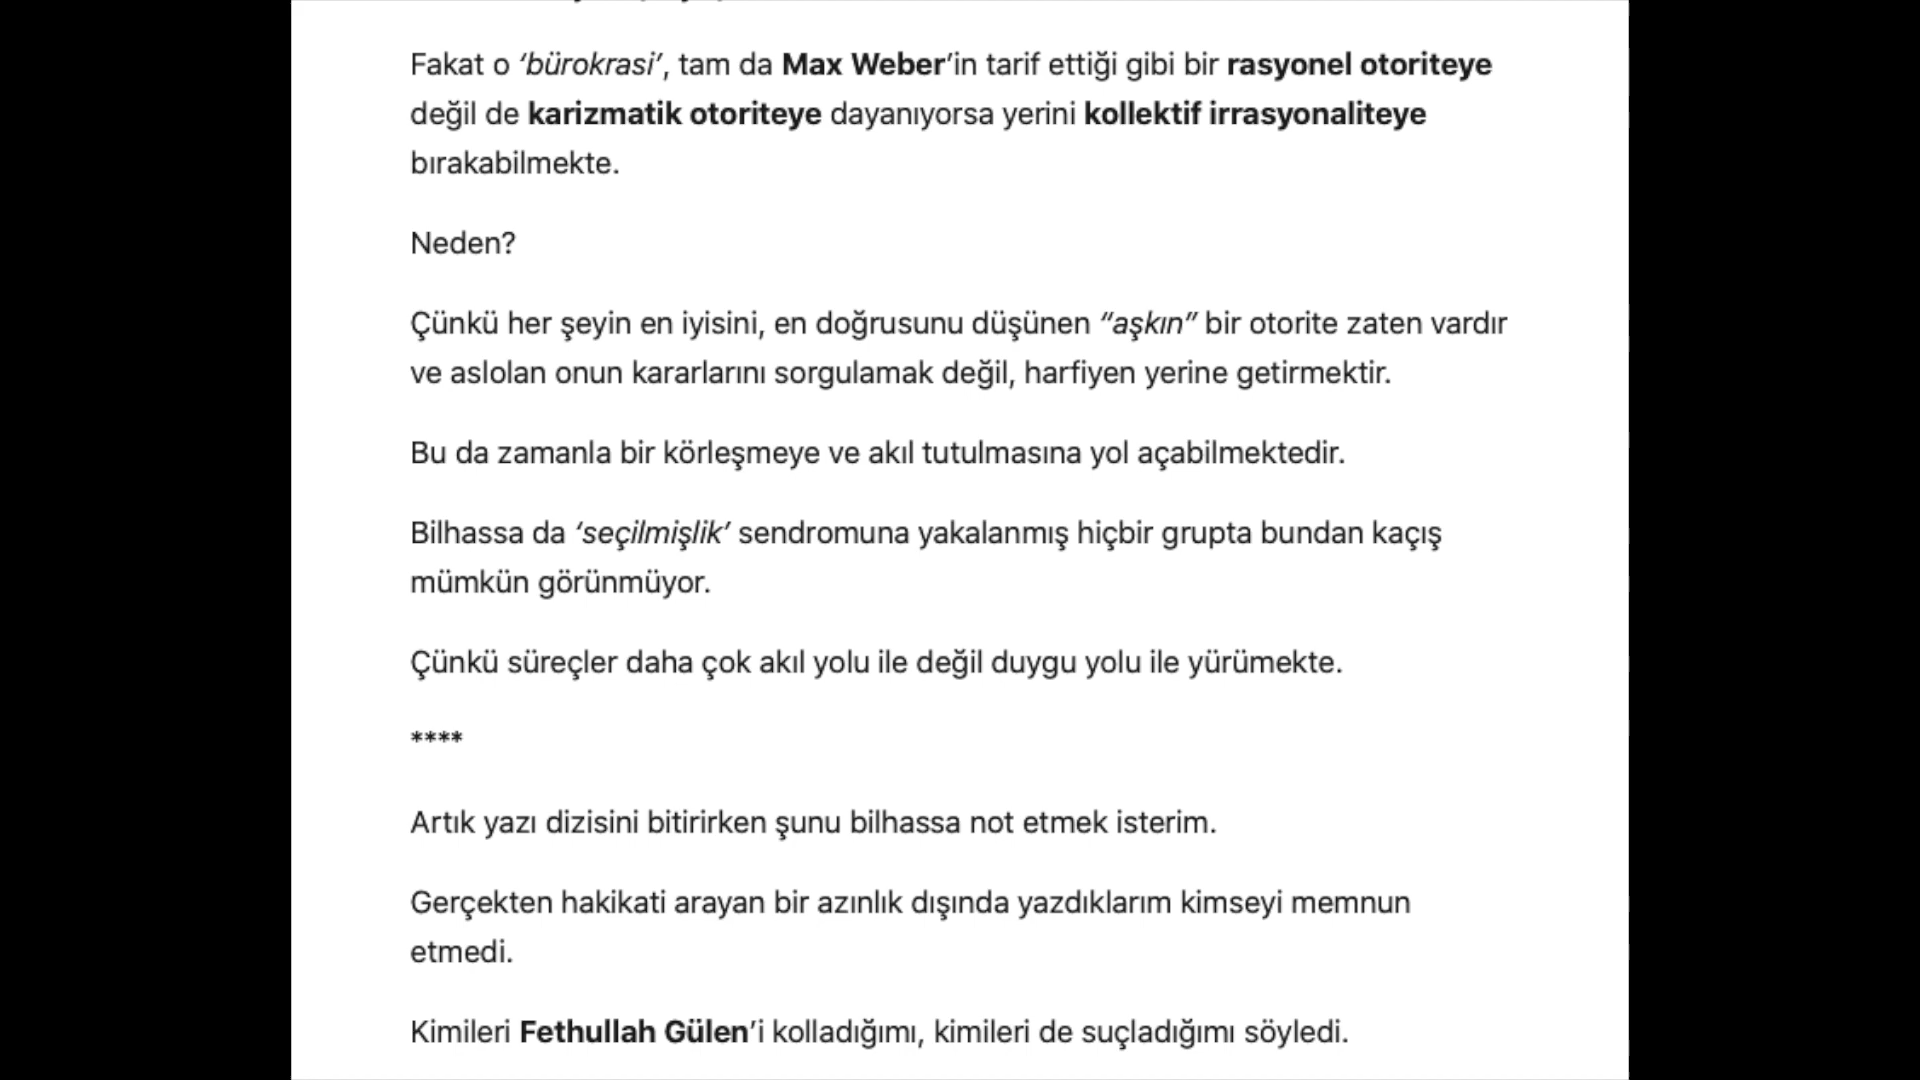 Fakat o ‘bürokrasi’, tam da Max Weber’in tarif ettiği gibi bir rasyonel otoriteye
değil de karizmatik otoriteye dayanıyorsa yerini kollektif irrasyonaliteye
bırakabilmekte.
Neden?
Çünkü her şeyin en iyisini, en doğrusunu düşünen “aşkın” bir otorite zaten vardır
ve aslolan onun kararlarını sorgulamak değil, harfiyen yerine getirmektir.
Bu da zamanla bir körleşmeye ve akıl tutulmasına yol açabilmektedir.
Bilhassa da ‘seçilmişlik’ sendromuna yakalanmış hiçbir grupta bundan kaçış
mümkün görünmüyor.
Çünkü süreçler daha çok akıl yolu ile değil duygu yolu ile yürümekte.
****
Artık yazı dizisini bitirirken şunu bilhassa not etmek isterim.
Gerçekten hakikati arayan bir azınlık dışında yazdıklarım kimseyi memnun
etmedi.
Kimileri Fethullah Gülen’i kolladığımı, kimileri de suçladığımı söyledi.